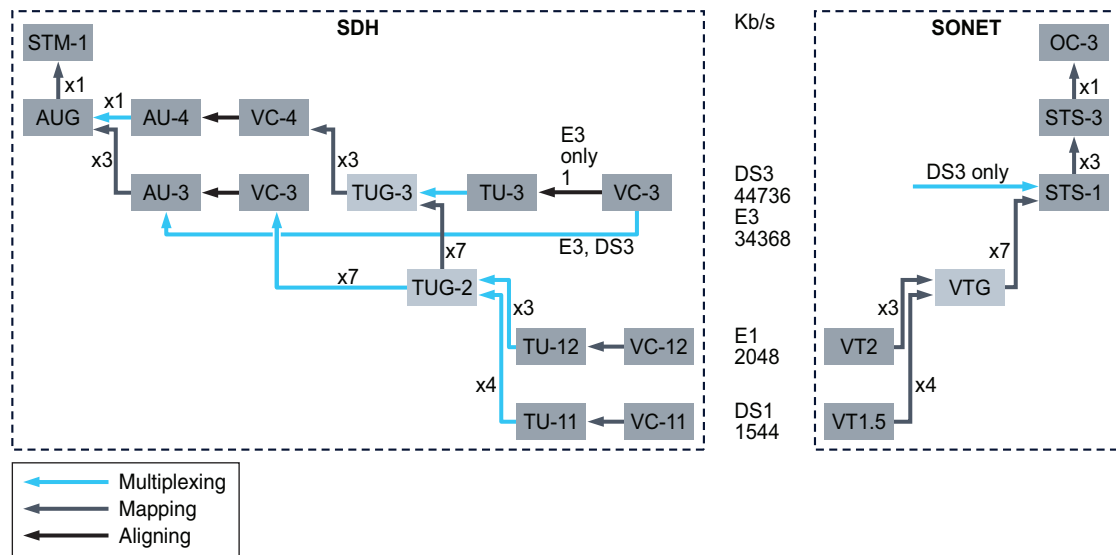 SDH
Kb/s
SONET
STM-1
OC-3
x1
x1
AUG
x1
AU-4
VC-4
STS-3
x3
x3
E3
only
1
x3
AU-3
VC-3
TUG-3
TU-3
VC-3
DS3
44736
E3
34368
DS3 only
STS-1
E3, DS3
x7
x7
x7
TUG-2
VTG
x3
x3
TU-12
VC-12
E1
2048
VT2
x4
x4
TU-11
VC-11
DS1
1544
VT1.5
Multiplexing
Mapping
Aligning